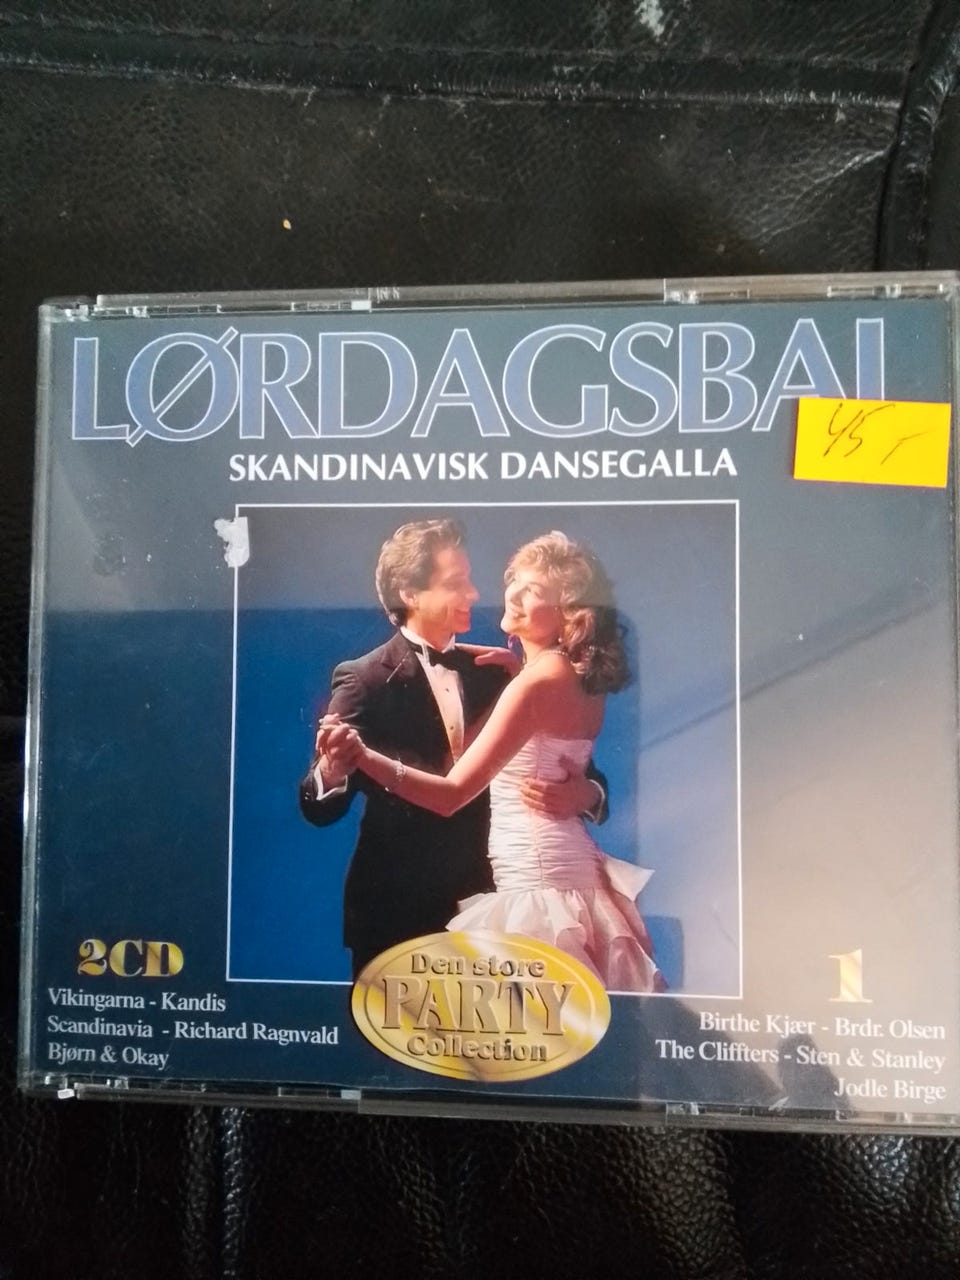 LØRDAGSBAL
45,-
SKANDINAVISK DANSEGALLA
2CD
Vikingarna - Kandis
Scandinavia - Richard Ragnvald
Bjørn & Okay
Den store
PARTY
Collection
1
Birthe Kjær - Brdr. Olsen
The Cliffters - Sten & Stanley
Jodle Birge